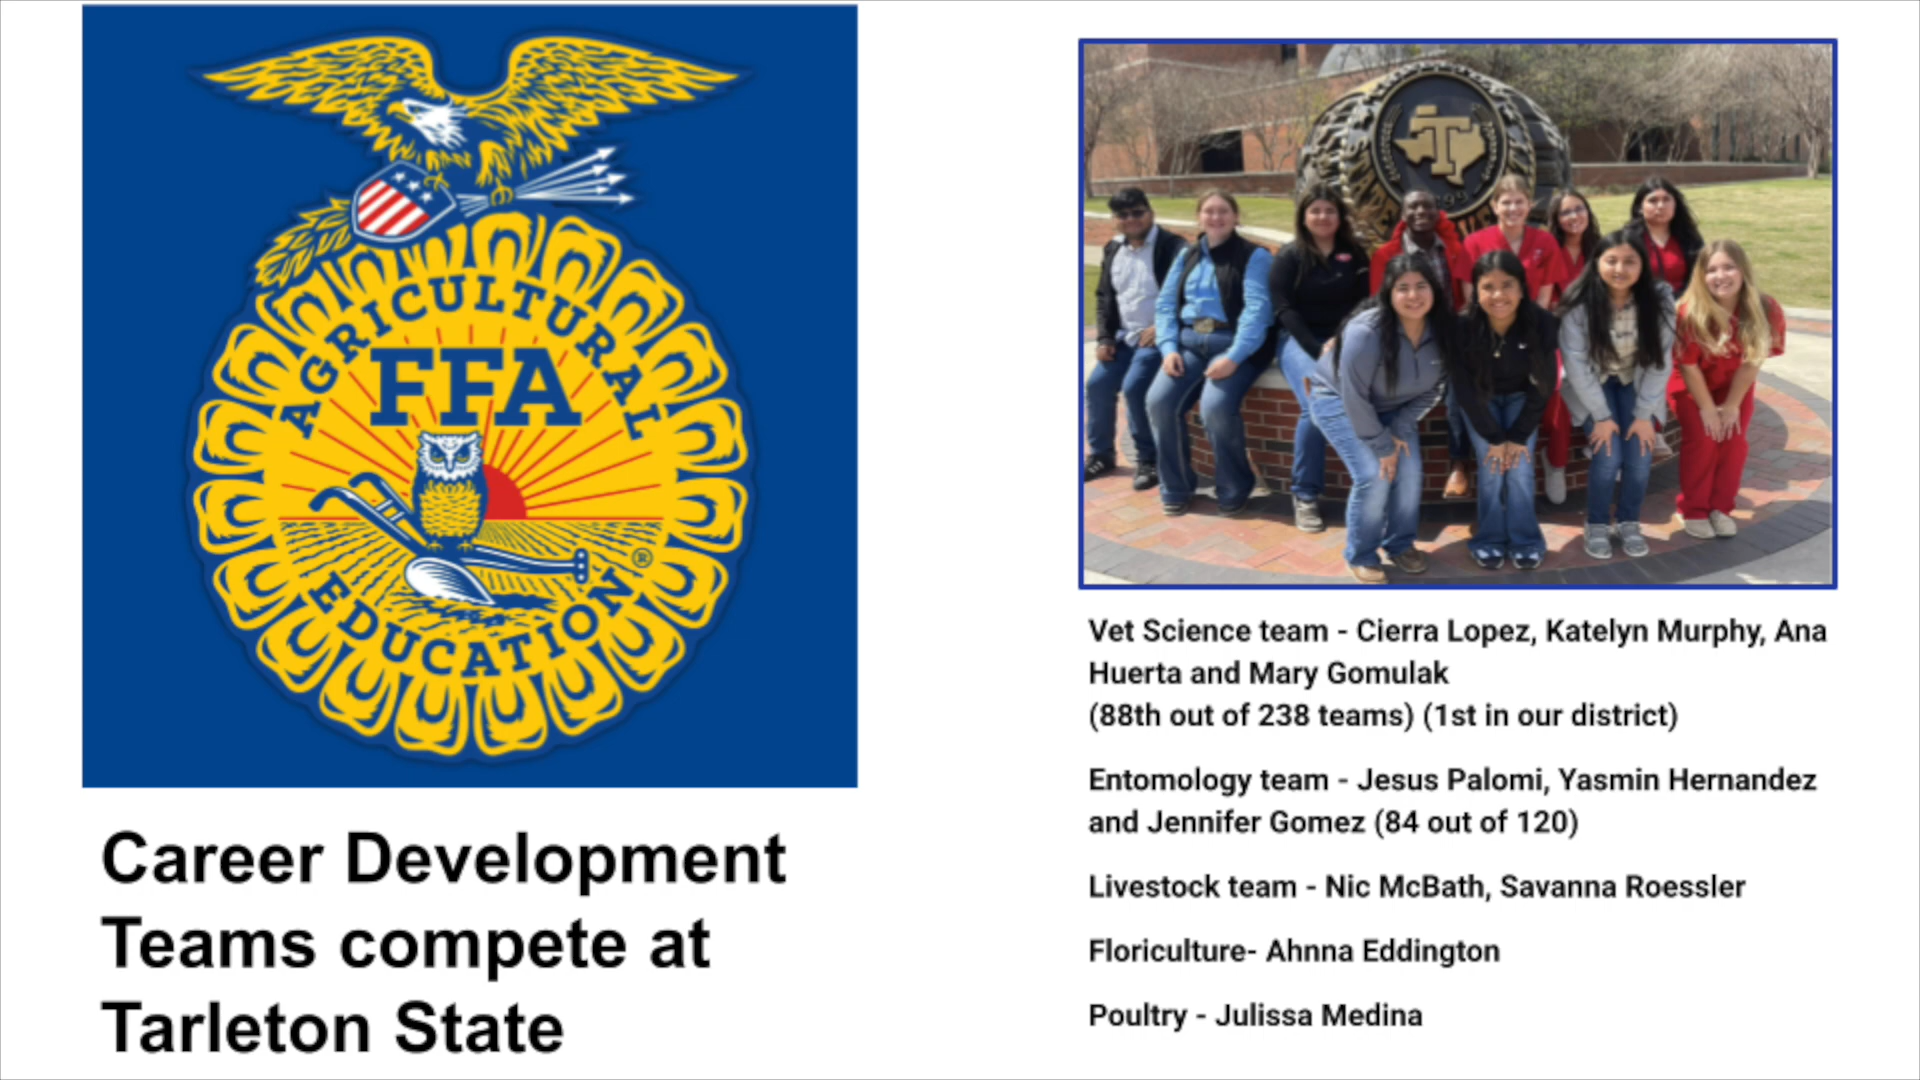 AGRICULTURAL
FFA
EDUCATION
®
Career Development
Teams compete at
Tarleton State
T
Vet Science team - Cierra Lopez, Katelyn Murphy, Ana
Huerta and Mary Gomulak
(88th out of 238 teams) (1st in our district)
Entomology team - Jesus Palomi, Yasmin Hernandez
and Jennifer Gomez (84 out of 120)
Livestock team - Nic McBath, Savanna Roessler
Floriculture- Ahnna Eddington
Poultry - Julissa Medina